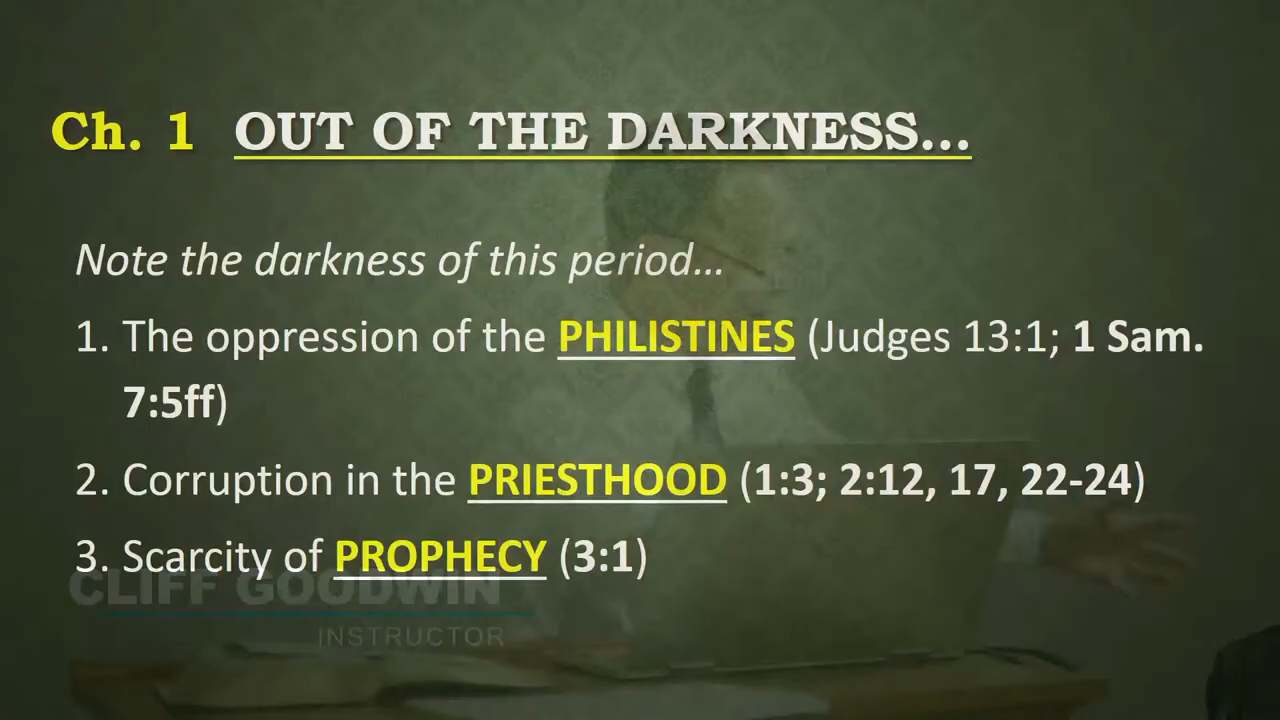 Ch. 1 OUT OF THE DARKNESS...
Note the darkness of this period...
1. The oppression of the PHILISTINES (Judges 13:1; 1 Sam.
7:5ff)
2. Corruption in the PRIESTHOOD (1:3; 2:12, 17, 22-24)
3. Scarcity of PROPHECY (3:1)
CLIFF GOODWIN
INSTRUCTOR